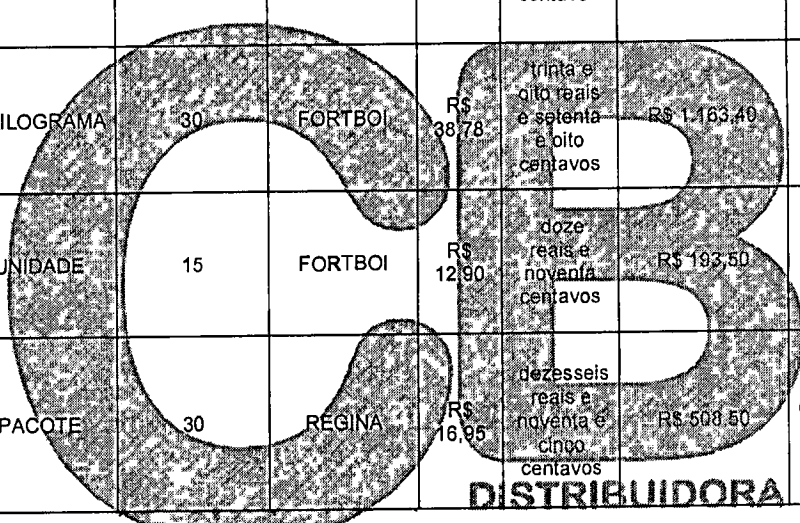 ILOGRAMA 30 FORTBOI R$ 38,78 trinta e oito reais e setenta e oito centavos R$ 1.163,40
UNIDADE 15 FORTBOI R$ 12,90 doze reais e noventa centavos R$ 193,50
PACOTE 30 REGINA R$ 16,95 dezesseis reais e noventa e cinco centavos R$ 508,50
CB
DISTRIBUIDORA